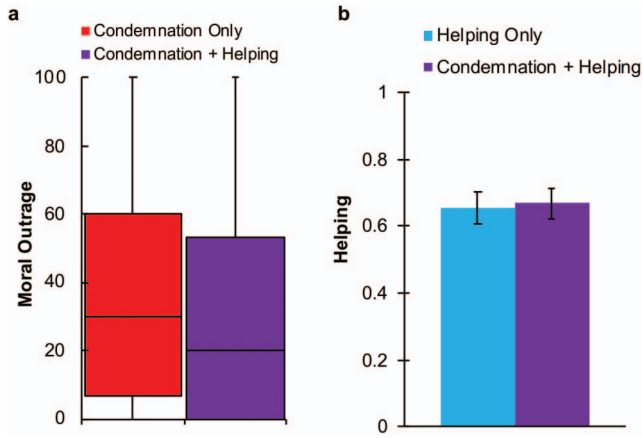 a
Condemnation Only
Condemnation + Helping
100
80
60
40
20
0
Moral Outrage
b
Helping Only
Condemnation + Helping
1
0.8
0.6
0.4
0.2
0
Helping